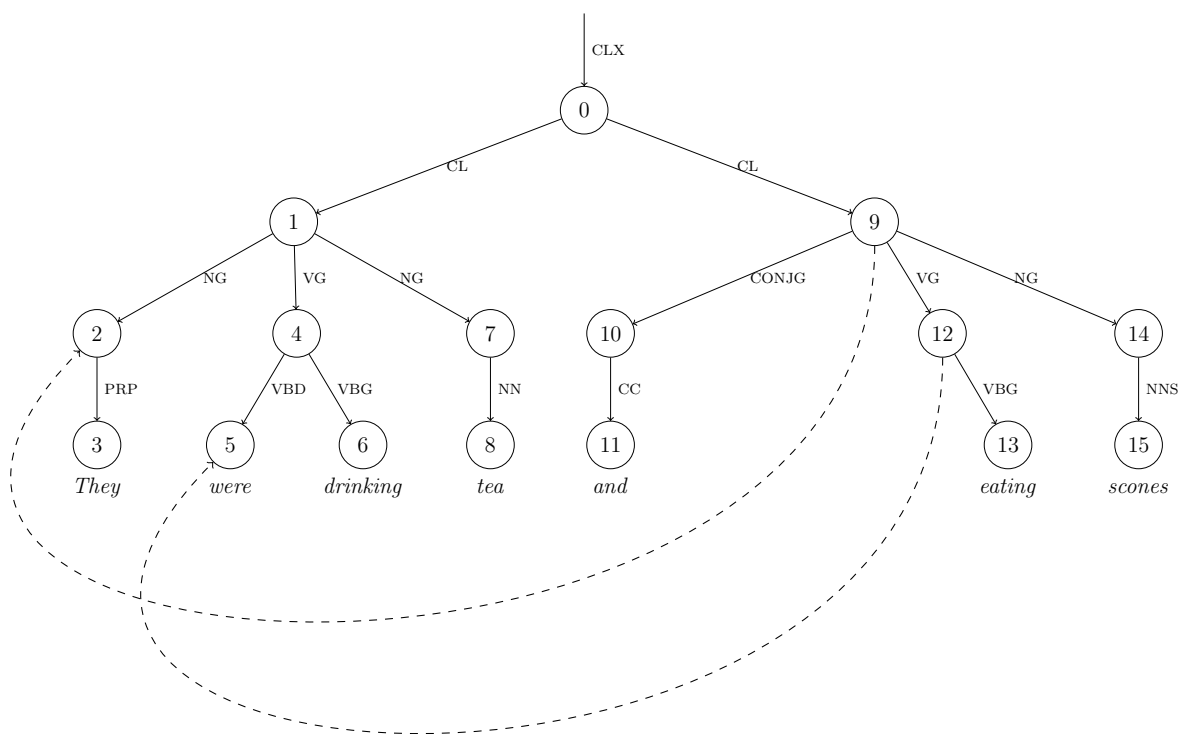 CLX
0
CL CL
1 9
NG VG NG CONJG VG NG
2 4 7 10 12 14
PRP VBD VBG NN CC VBG NNS
3 5 6 8 11 13 15
They were drinking tea and eating scones